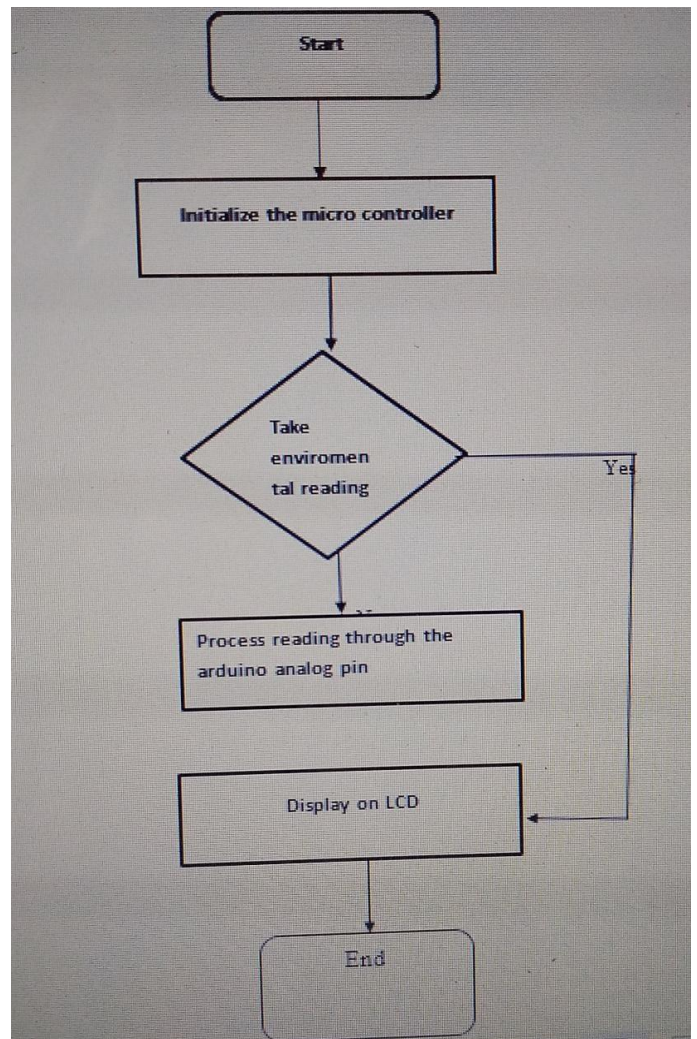 Start
Initialize the micro controller
Take
enviromen
tal reading
Yes
Process reading through the
arduino analog pin
Display on LCD
End